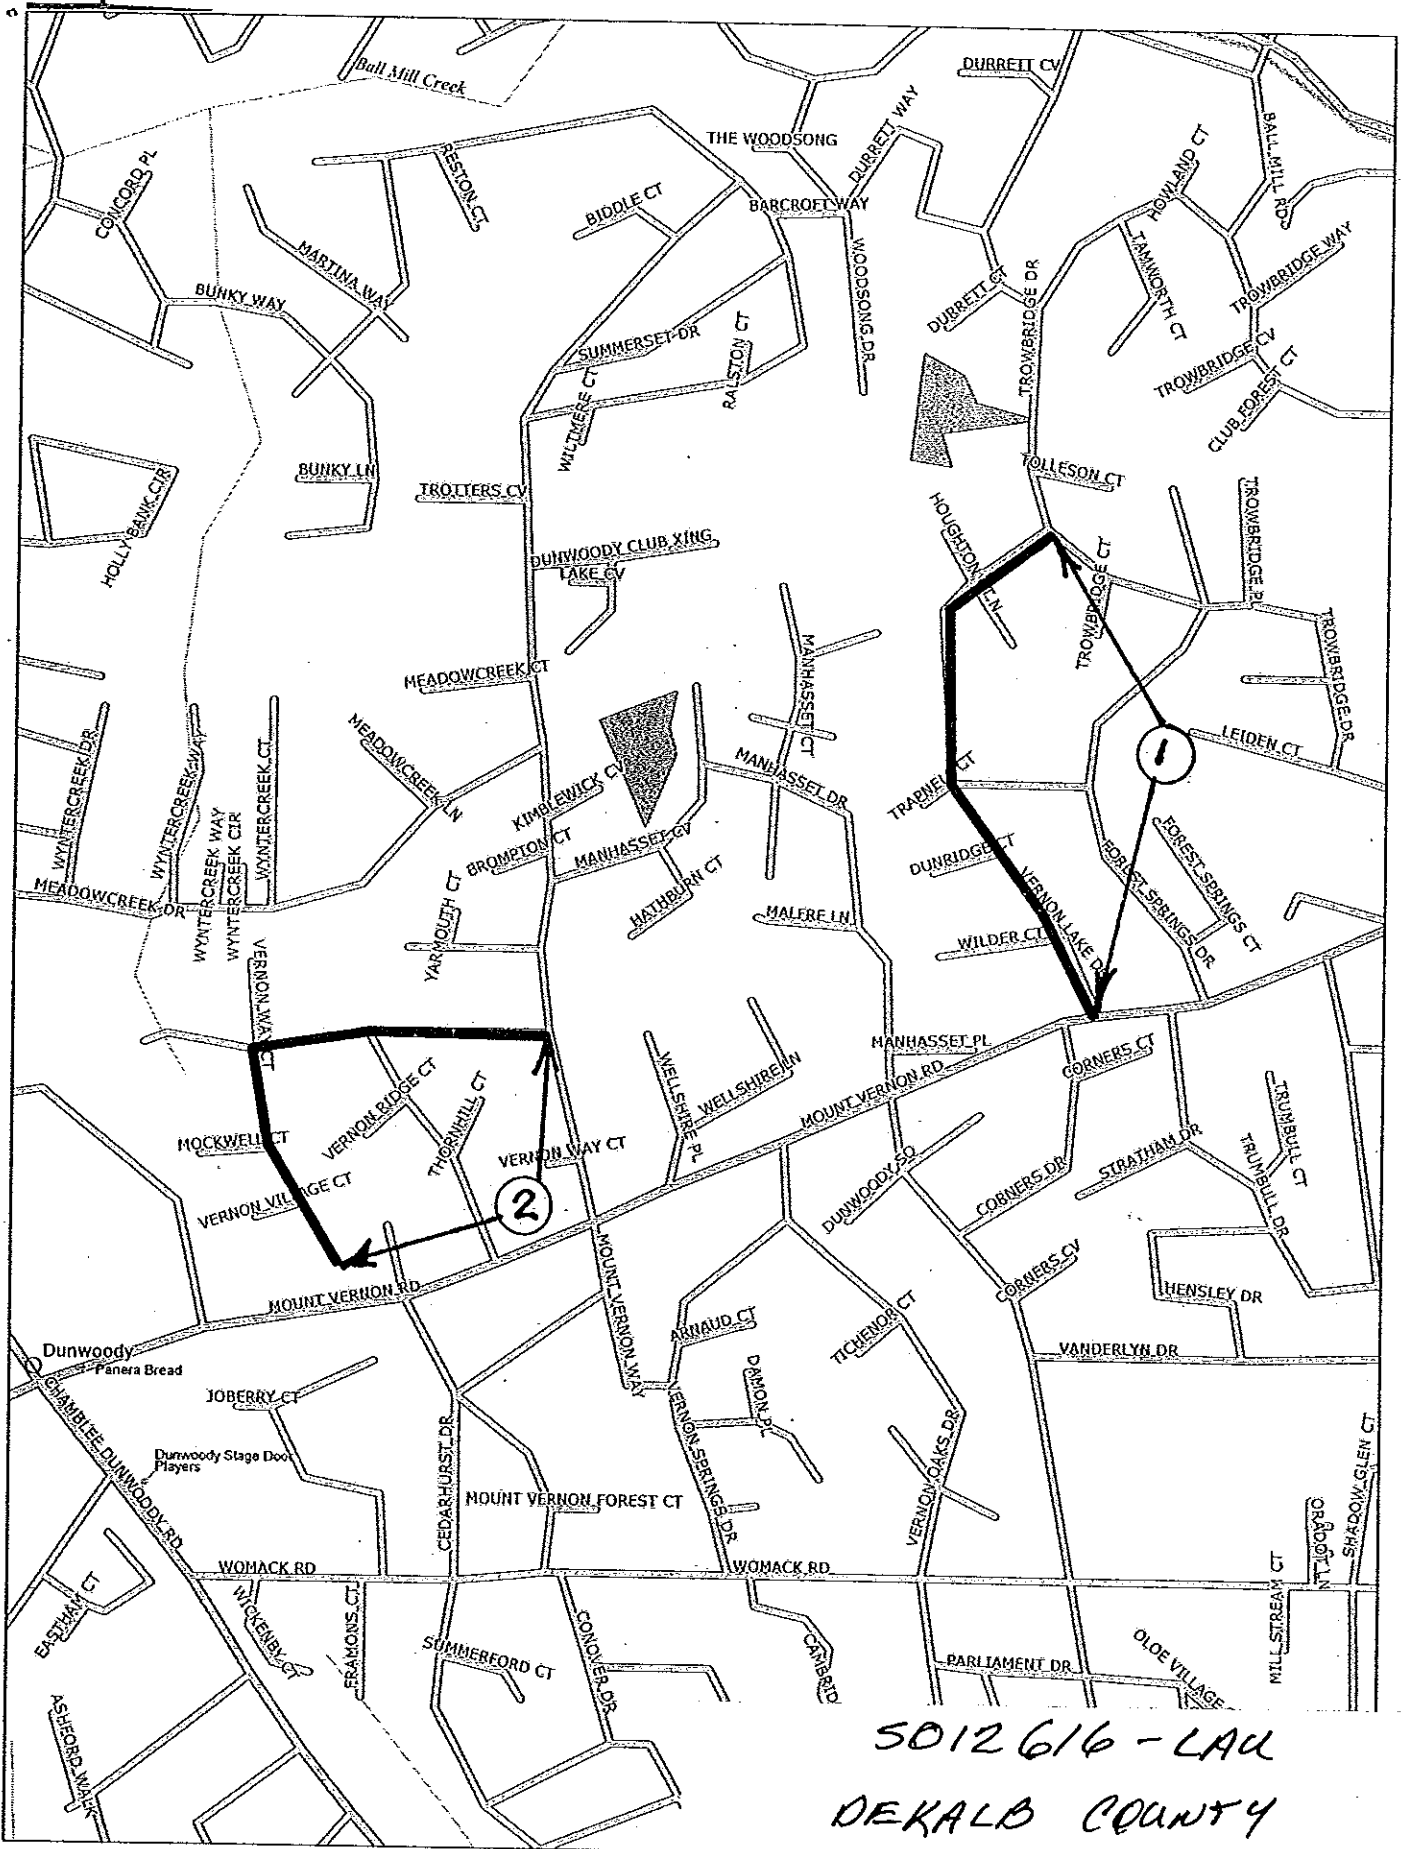 Ball Mill Creek
DURRETT CV
THE WOODSONG
DURRETT WAY
BALL MILL RD
HOWLAND CT
CONCORD PL
RESTON CT
BIDDLE CT
BARCROFT WAY
MARTINA WAY
WOODSONG DR
TAMWORTH CT
TROWBRIDGE WAY
BUNKY WAY
DURRETT CT
TROWBRIDGE DR
SUMMERSET DR
RALSTON CT
TROWBRIDGE CV
CLUB FOREST CT
WILTMERE CT
BUNKY LN
TROTTERS CV
TOLLESON CT
HOLLY BANK CIR
HOUGHTON CT LN
TROWBRIDGE PL
DUNWOODY CLUB XING
LAKE CV
TROWBRIDGE CT
TROWBRIDGE DR
MANHASSET CT
MEADOWCREEK CT
MEADOWCREEK LN
1
LEIDEN CT
WYNTERCREEK DR
WYNTERCREEK WAY
WYNTERCREEK CT
MANHASSET DR
KIMBLEWICK CV
TRAPNEL CT
WYNTERCREEK WAY
WYNTERCREEK CIR
BROMPTON CT
MANHASSET CV
DUNRIDGE CT
FOREST SPRINGS CT
FOREST SPRINGS DR
MEADOWCREEK DR
YARMOUTH CT
HATHBURN CT
MALERE LN
VERNON LAKE DR
WILDER CT
VERNON WAY CT
MANHASSET PL
CORNERS CT
VERNON RIDGE CT
THORNHILL CT
WELLSHIRE PL
WELLSHIRE LN
MOUNT VERNON RD
TRUMBULL CT
MOCKWELL CT
VERNON WAY CT
STRATHAM DR
TRUMBULL DR
VERNON VILLAGE CT
2
DUNWOODY SQ
CORNERS DR
MOUNT VERNON RD
MOUNT VERNON WAY
CORNERS CV
HENSLEY DR
ARNAUD CT
TICHENOR CT
VANDERLYN DR
Dunwoody
Panera Bread
JOBERRY CT
DAMON PL
CHAMBLEE DUNWOODY RD
VERNON SPRINGS DR
VERNON OAKS DR
CEDARHURST DR
SHADOW GLEN CT
Dunwoody Stage Door
Players
MOUNT VERNON FOREST CT
WOMACK RD
WOMACK RD
EASTHAM CT
WICKENBY CT
FRAMONS CT
CONOVER DR
SUMMERFORD CT
CAMBRID
PARLIAMENT DR
OLDE VILLAGE
MILL STREAM CT
ASHFORD WALK
5012616 - LAU
DEKALB COUNTY